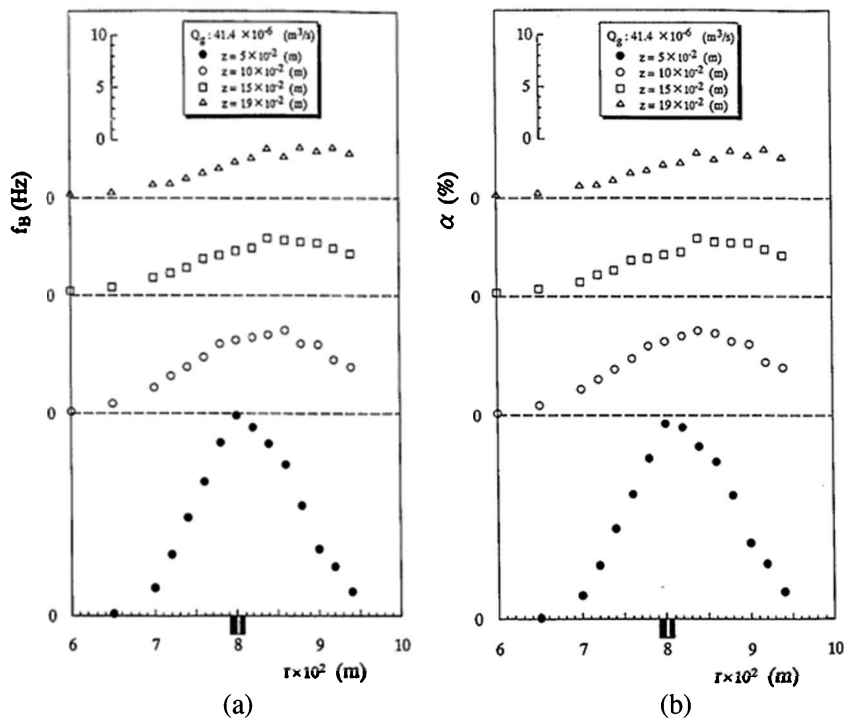 10
5
0
Q_g : 41.4 ×10^-6 (m^3/s)
● z = 5×10^-2 (m)
○ z = 10×10^-2 (m)
□ z = 15×10^-2 (m)
△ z = 19×10^-2 (m)
f_B (Hz)
0
0
0
0
6 7 8 9 10
r×10^2 (m)
(a)
10
5
0
Q_g : 41.4 ×10^-6 (m^3/s)
● z = 5×10^-2 (m)
○ z = 10×10^-2 (m)
□ z = 15×10^-2 (m)
△ z = 19×10^-2 (m)
α (%)
0
0
0
0
6 7 8 9 10
r×10^2 (m)
(b)